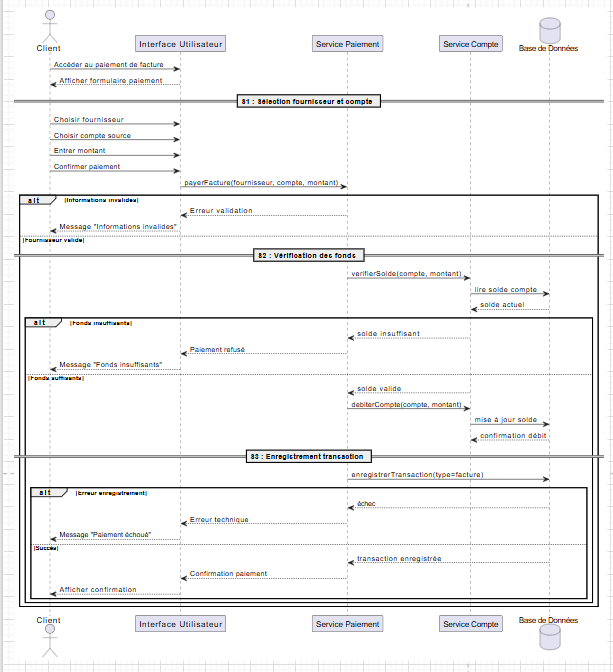 Client
Interface Utilisateur
Service Paiement
Service Compte
Base de Données
Accéder au paiement de facture
Afficher formulaire paiement
S1 : Sélection fournisseur et compte
Choisir fournisseur
Choisir compte source
Entrer montant
Confirmer paiement
payerFacture(fournisseur, compte, montant)
alt
[Informations invalides]
Erreur validation
Message "Informations invalides"
[Fournisseur valide]
S2 : Vérification des fonds
verifierSolde(compte, montant)
lire solde compte
solde actuel
alt
[Fonds insuffisants]
solde insuffisant
Paiement refusé
Message "Fonds insuffisants"
[Fonds suffisants]
solde valide
debiterCompte(compte, montant)
mise à jour solde
confirmation débit
S3 : Enregistrement transaction
enregistrerTransaction(type=facture)
alt
[Erreur enregistrement]
échec
Erreur technique
Message "Paiement échoué"
[Succès]
transaction enregistrée
Confirmation paiement
Afficher confirmation
Client
Interface Utilisateur
Service Paiement
Service Compte
Base de Données